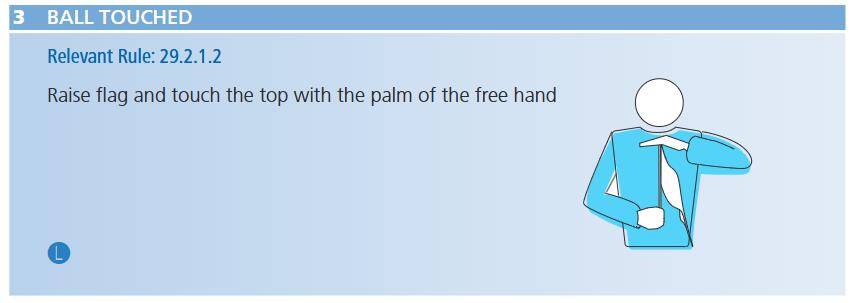 3 BALL TOUCHED
Relevant Rule: 29.2.1.2
Raise flag and touch the top with the palm of the free hand
L